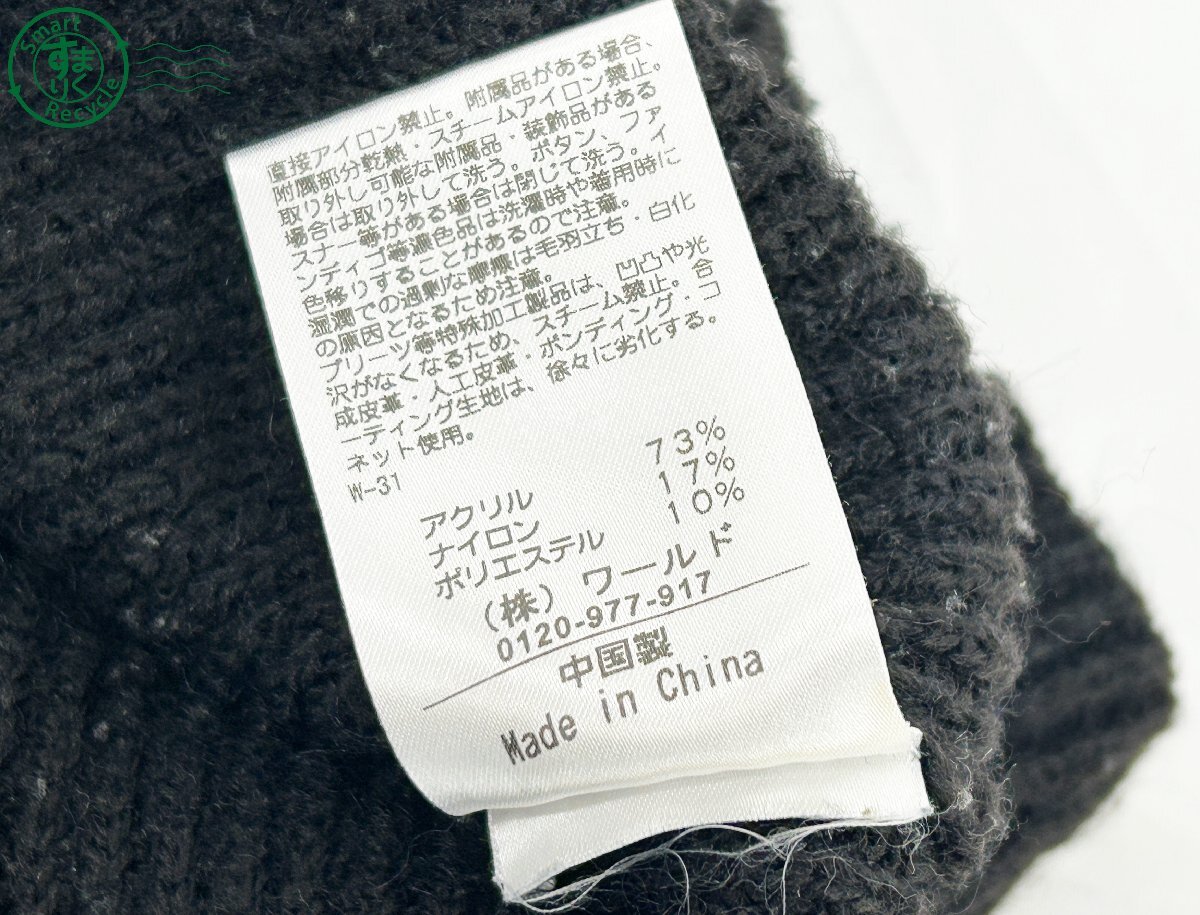 Smart
すまりく
Recycle
直接アイロン禁止。附属品がある場合、
附属部分乾熱・スチームアイロン禁止。
取り外し可能な附属品・装飾品がある
場合は取り外して洗う。ボタン、ファ
スナー等がある場合は閉じて洗う。イ
ンディゴ等濃色品は洗濯時や着用時に
色移りすることがあるので注意。
湿潤での過剰な摩擦は毛羽立ち・白化
の原因となるため注意。
プリーツ等特殊加工製品は、凹凸や光
沢がなくなるため、スチーム禁止。合
成皮革・人工皮革・ボンディング・コ
ーティング生地は、徐々に劣化する。
ネット使用。
W-31
アクリル 73%
ナイロン 17%
ポリエステル 10%
(株) ワールド
0120-977-917
中国製
Made in China